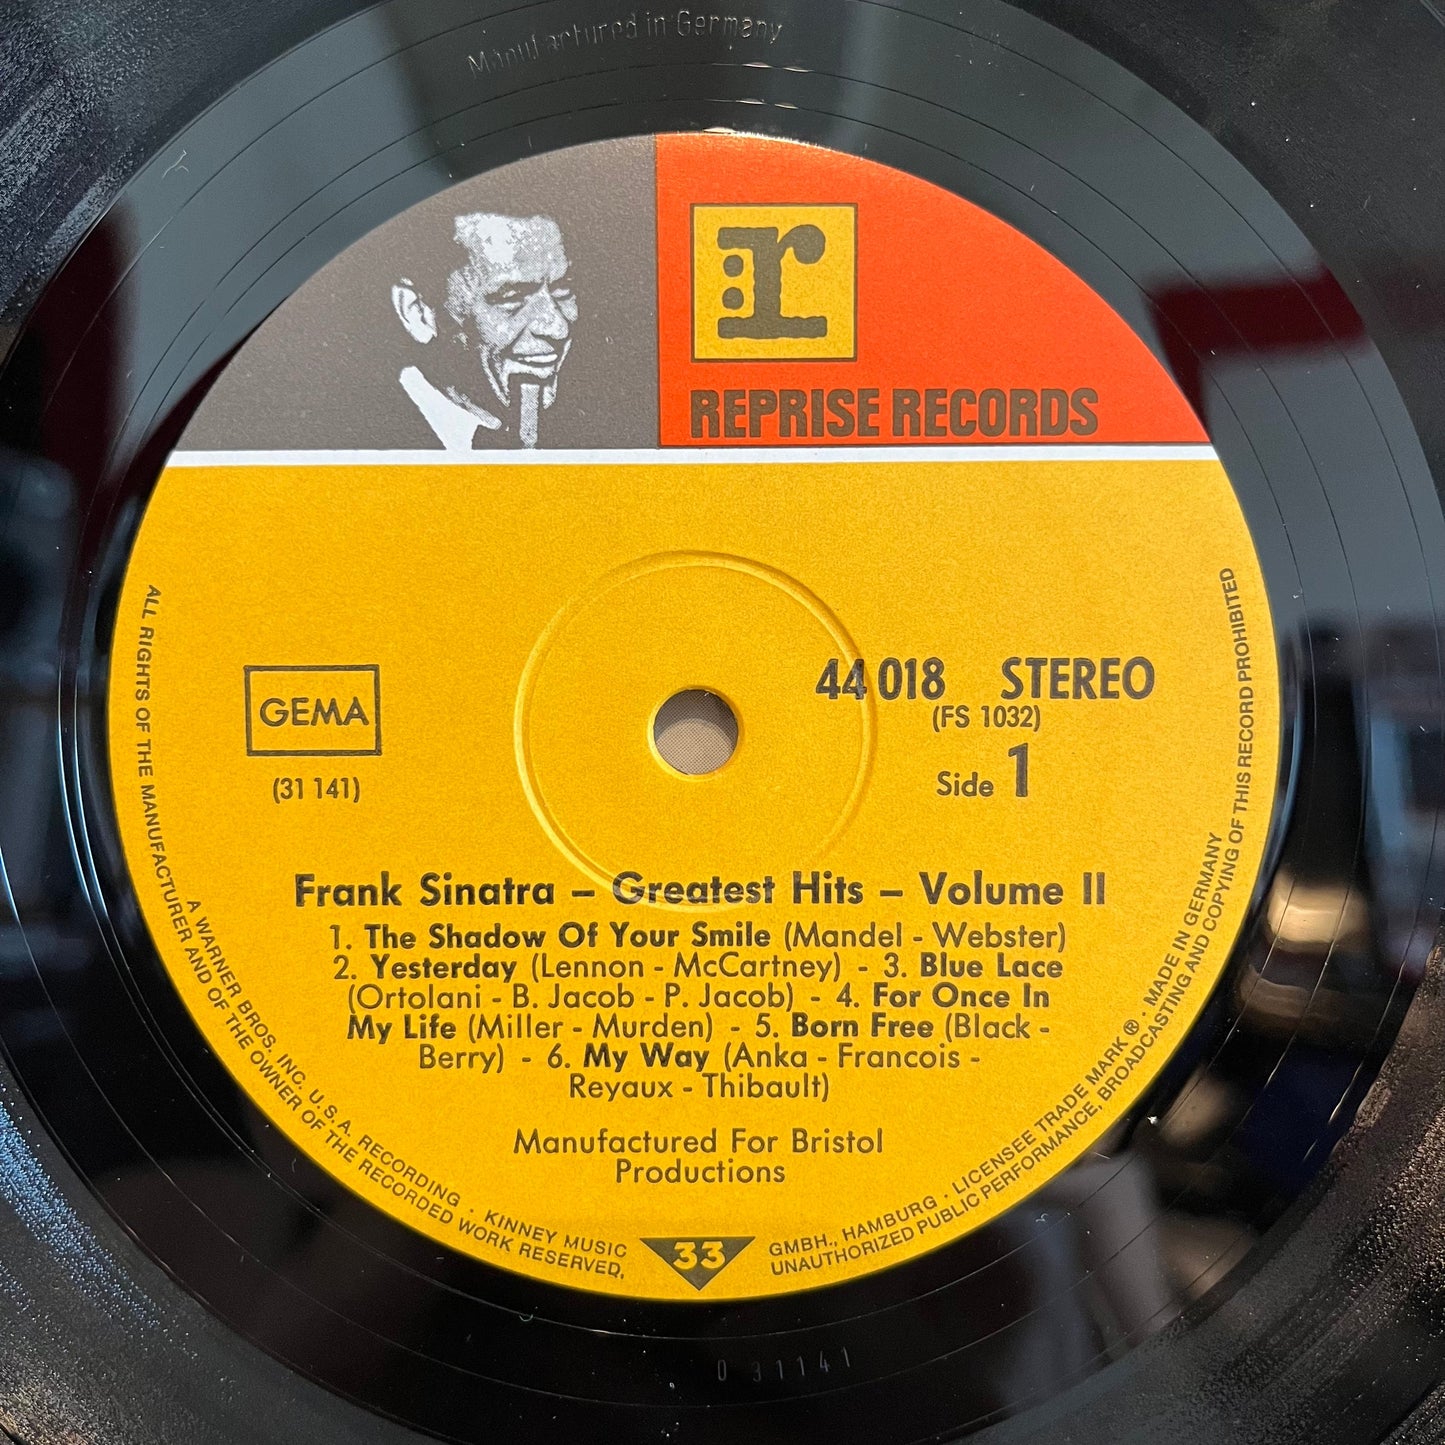 Manufactured in Germany
r
REPRISE RECORDS
GEMA
(31 141)
44 018 STEREO
(FS 1032)
Side 1
Frank Sinatra – Greatest Hits – Volume II
1. The Shadow Of Your Smile (Mandel - Webster)
2. Yesterday (Lennon - McCartney) - 3. Blue Lace
(Ortolani - B. Jacob - P. Jacob) - 4. For Once In
My Life (Miller - Murden) - 5. Born Free (Black -
Berry) - 6. My Way (Anka - Francois -
Reyaux - Thibault)
Manufactured For Bristol
Productions
33
ALL RIGHTS OF THE MANUFACTURER AND OF THE OWNER OF THE RECORDED WORK RESERVED, UNAUTHORIZED PUBLIC PERFORMANCE, BROADCASTING AND COPYING OF THIS RECORD PROHIBITED
A WARNER BROS. INC. U.S.A. RECORDING · KINNEY MUSIC GMBH., HAMBURG · LICENSEE TRADE MARK ® · MADE IN GERMANY
0 31141